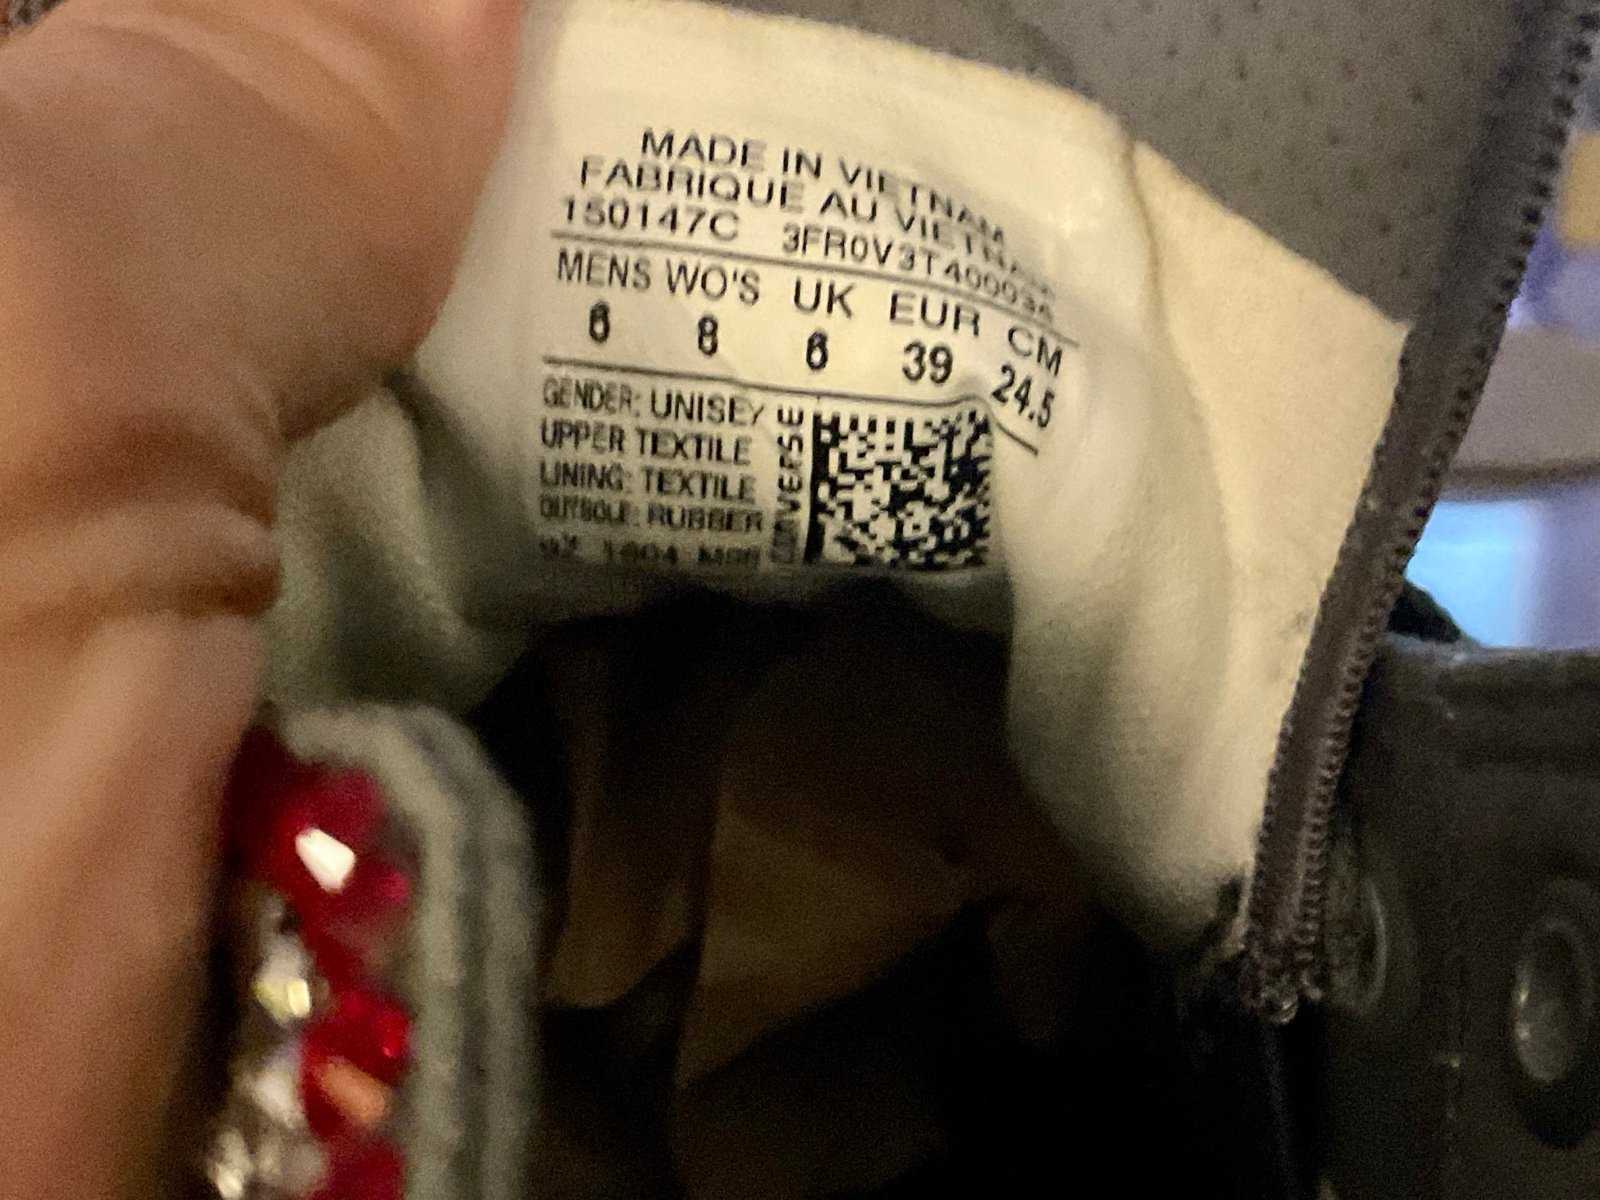 MADE IN VIETNAM
FABRIQUE AU VIETNAM
150147C 3FR0V3T40003A
MENS WO'S UK EUR CM
6 8 6 39 24.5
GENDER: UNISEX
UPPER TEXTILE
LINING: TEXTILE
OUTSOLE: RUBBER
CONVERSE